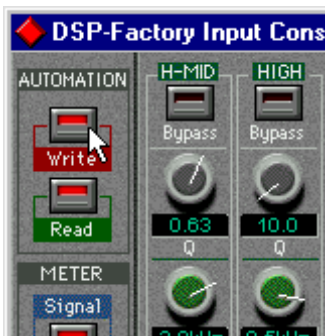 DSP-Factory Input Cons
AUTOMATION
Write
Read
METER
Signal
H-MID
Bypass
0.63
Q
HIGH
Bypass
10.0
Q